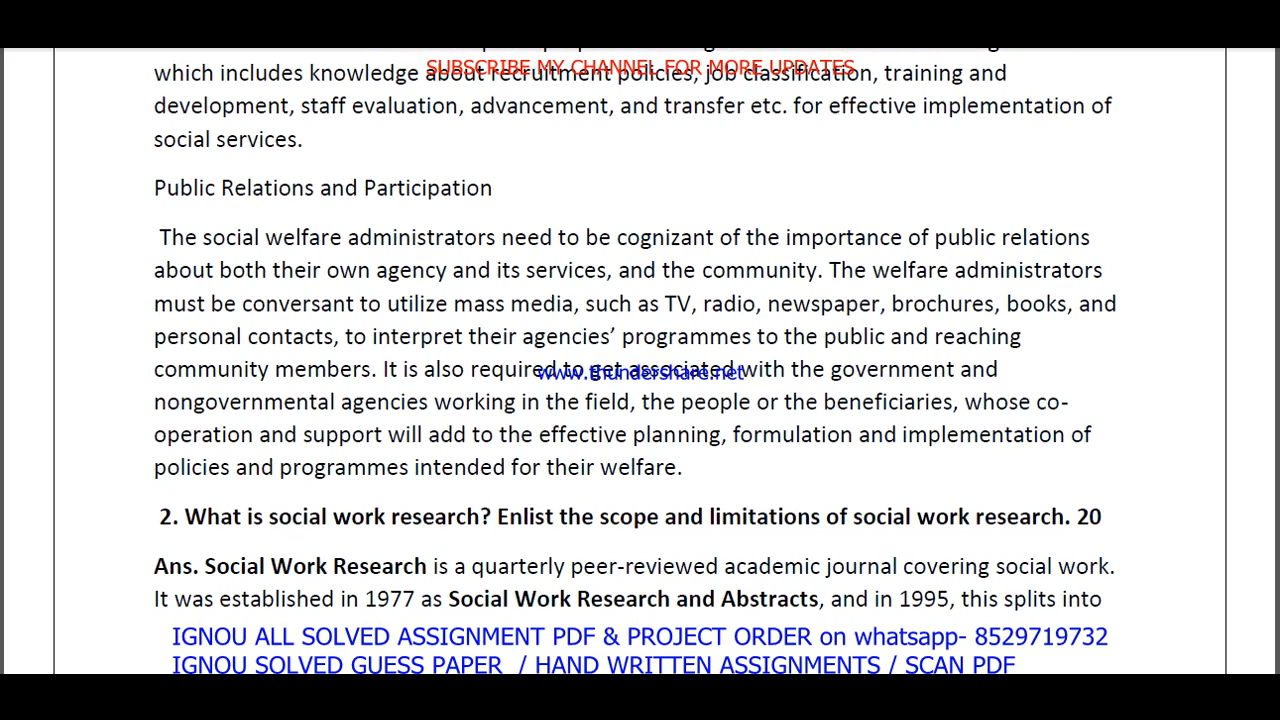 SUBSCRIBE MY CHANNEL FOR MORE UPDATES
which includes knowledge about recruitment policies, job classification, training and
development, staff evaluation, advancement, and transfer etc. for effective implementation of
social services.
Public Relations and Participation
The social welfare administrators need to be cognizant of the importance of public relations
about both their own agency and its services, and the community. The welfare administrators
must be conversant to utilize mass media, such as TV, radio, newspaper, brochures, books, and
personal contacts, to interpret their agencies’ programmes to the public and reaching
community members. It is also required to get associated with the government and
www.thundershare.net
nongovernmental agencies working in the field, the people or the beneficiaries, whose co-
operation and support will add to the effective planning, formulation and implementation of
policies and programmes intended for their welfare.
2. What is social work research? Enlist the scope and limitations of social work research. 20
Ans. Social Work Research is a quarterly peer-reviewed academic journal covering social work.
It was established in 1977 as Social Work Research and Abstracts, and in 1995, this splits into
IGNOU ALL SOLVED ASSIGNMENT PDF & PROJECT ORDER on whatsapp- 8529719732
IGNOU SOLVED GUESS PAPER / HAND WRITTEN ASSIGNMENTS / SCAN PDF